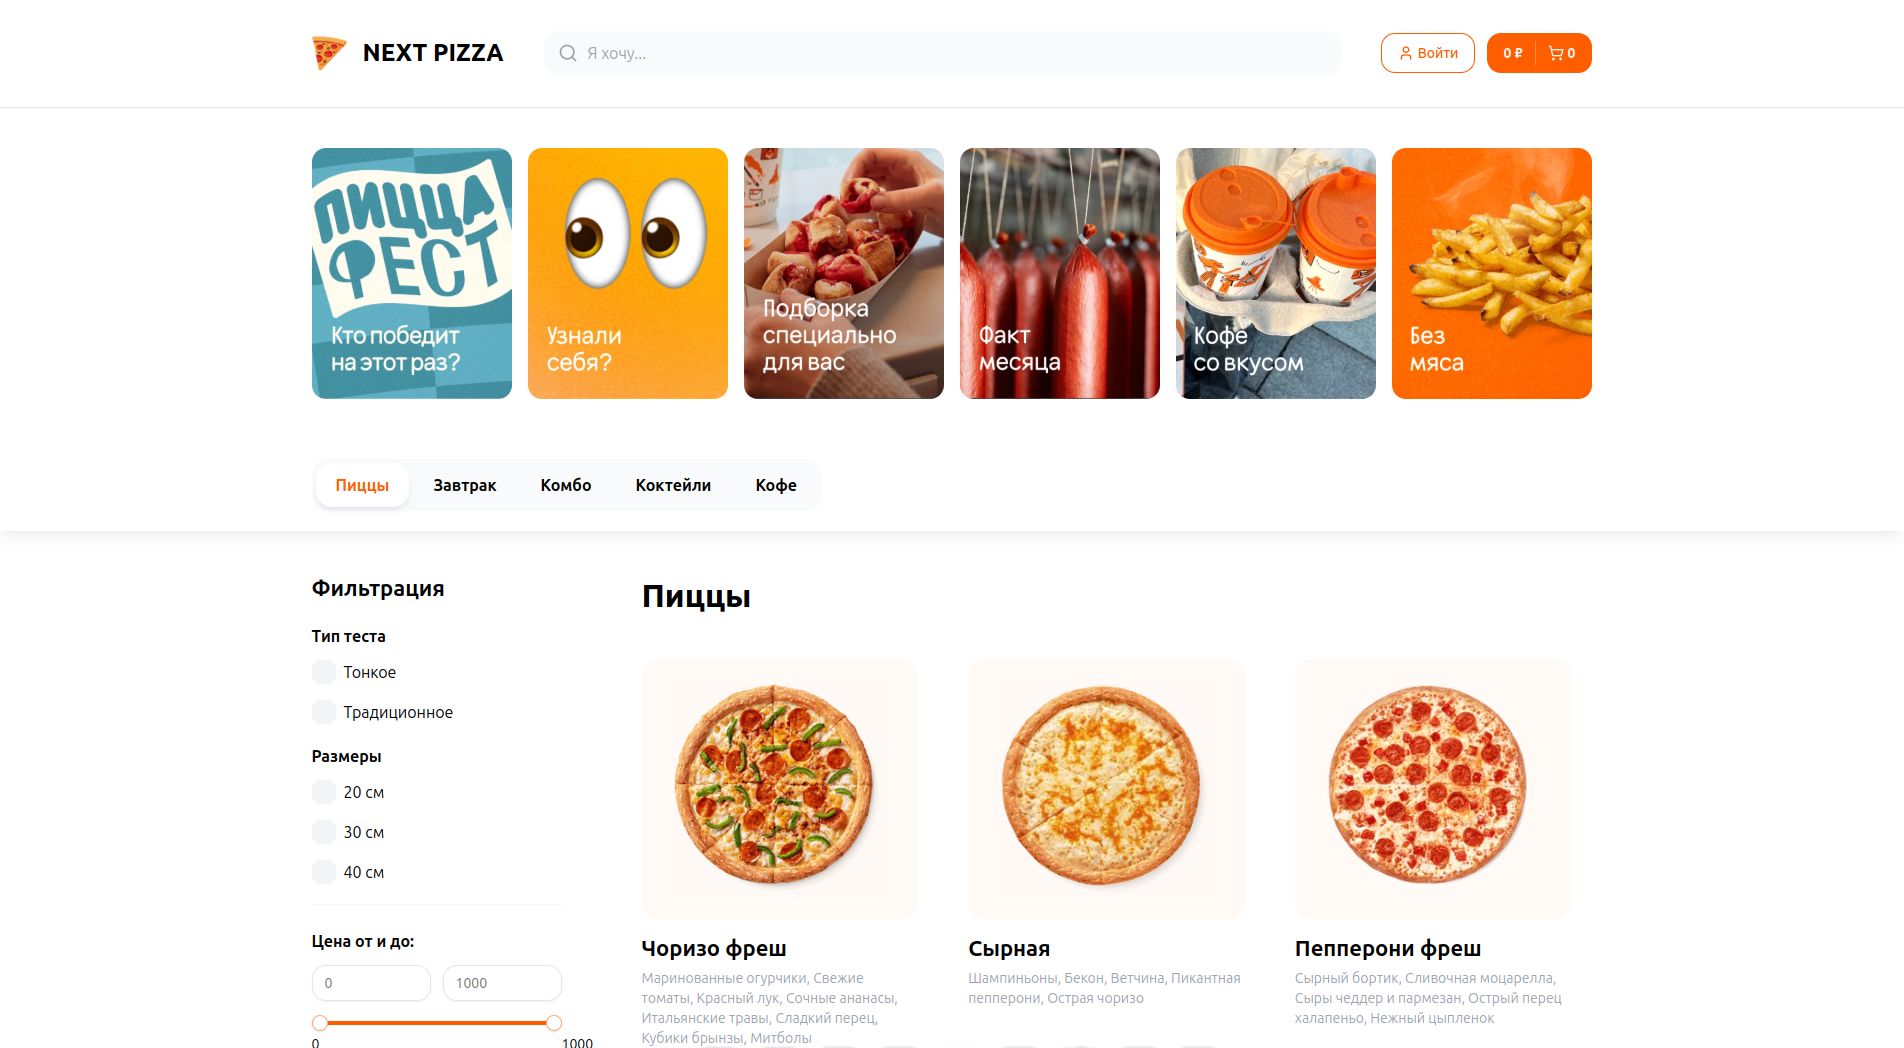 NEXT PIZZA
Я хочу...
Войти
0 ₽
0
ПИЦЦА
ФЕСТ
Кто победит
на этот раз?
Узнали
себя?
Подборка
специально
для вас
Факт
месяца
Кофе
со вкусом
Без
мяса
Пиццы
Завтрак
Комбо
Коктейли
Кофе
Фильтрация
Тип теста
Тонкое
Традиционное
Размеры
20 см
30 см
40 см
Цена от и до:
0
1000
0
1000
Пиццы
Чоризо фреш
Маринованные огурчики, Свежие
томаты, Красный лук, Сочные ананасы,
Итальянские травы, Сладкий перец,
Кубики брынзы, Митболы
Сырная
Шампиньоны, Бекон, Ветчина, Пикантная
пепперони, Острая чоризо
Пепперони фреш
Сырный бортик, Сливочная моцарелла,
Сыры чеддер и пармезан, Острый перец
халапеньо, Нежный цыпленок